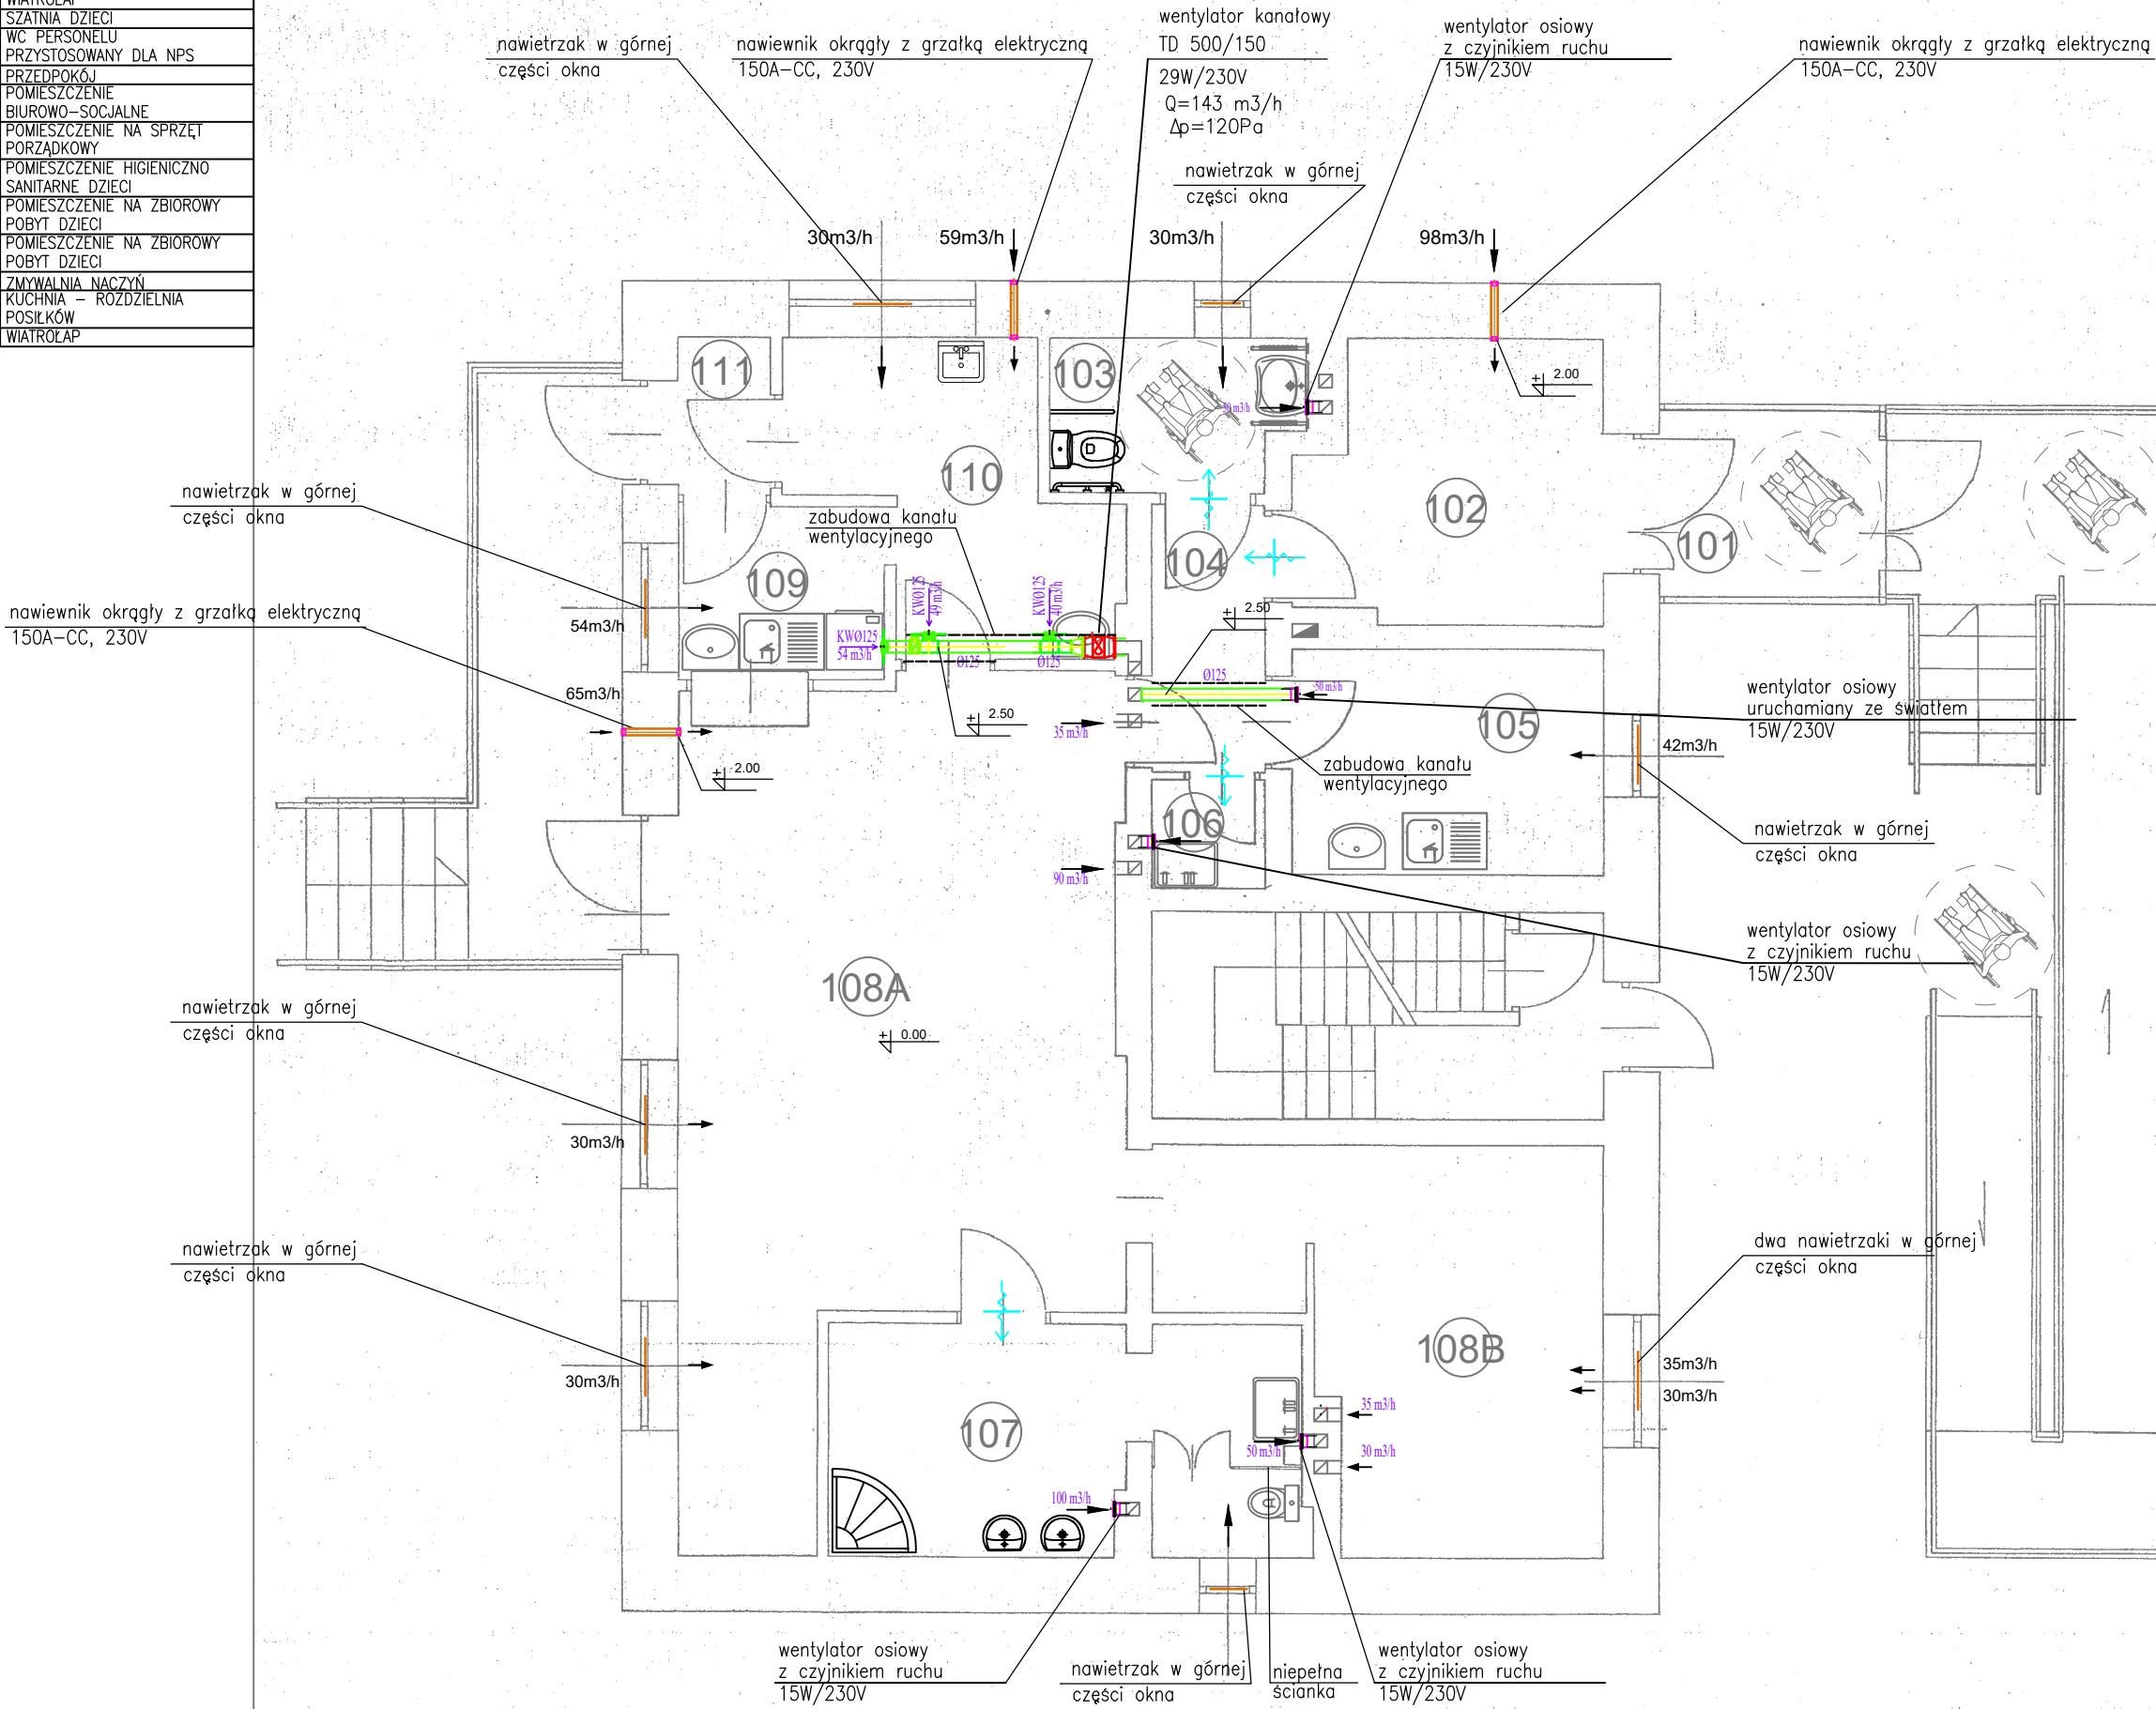 WIATROŁAP
SZATNIA DZIECI
WC PERSONELU
PRZYSTOSOWANY DLA NPS
PRZEDPOKÓJ
POMIESZCZENIE
BIUROWO-SOCJALNE
POMIESZCZENIE NA SPRZĘT
PORZĄDKOWY
POMIESZCZENIE HIGIENICZNO
SANITARNE DZIECI
POMIESZCZENIE NA ZBIOROWY
POBYT DZIECI
POMIESZCZENIE NA ZBIOROWY
POBYT DZIECI
ZMYWALNIA NACZYŃ
KUCHNIA – ROZDZIELNIA
POSIŁKÓW
WIATROŁAP
nawietrzak w górnej
części okna
nawiewnik okrągły z grzałką elektryczną
150A-CC, 230V
wentylator kanałowy
TD 500/150
29W/230V
Q=143 m3/h
Δp=120Pa
wentylator osiowy
z czyjnikiem ruchu
15W/230V
nawiewnik okrągły z grzałką elektryczną
150A-CC, 230V
nawietrzak w górnej
części okna
30m3/h
59m3/h
30m3/h
98m3/h
111
103
2.00
110
102
101
104
109
nawietrzak w górnej
części okna
zabudowa kanału
wentylacyjnego
nawiewnik okrągły z grzałką elektryczną
150A-CC, 230V
54m3/h
KWØ125
49 m3/h
KWØ125
40 m3/h
KWØ125
54 m3/h
Ø125
Ø125
2.50
Ø125
50 m3/h
65m3/h
2.50
35 m3/h
2.00
105
wentylator osiowy
uruchamiany ze światłem
15W/230V
42m3/h
zabudowa kanału
wentylacyjnego
106
90 m3/h
nawietrzak w górnej
części okna
wentylator osiowy
z czyjnikiem ruchu
15W/230V
108A
0.00
nawietrzak w górnej
części okna
30m3/h
nawietrzak w górnej
części okna
30m3/h
dwa nawietrzaki w górnej
części okna
108B
35m3/h
30m3/h
107
35 m3/h
50 m3/h
30 m3/h
100 m3/h
wentylator osiowy
z czyjnikiem ruchu
15W/230V
nawietrzak w górnej
części okna
niepełna
ścianka
wentylator osiowy
z czyjnikiem ruchu
15W/230V